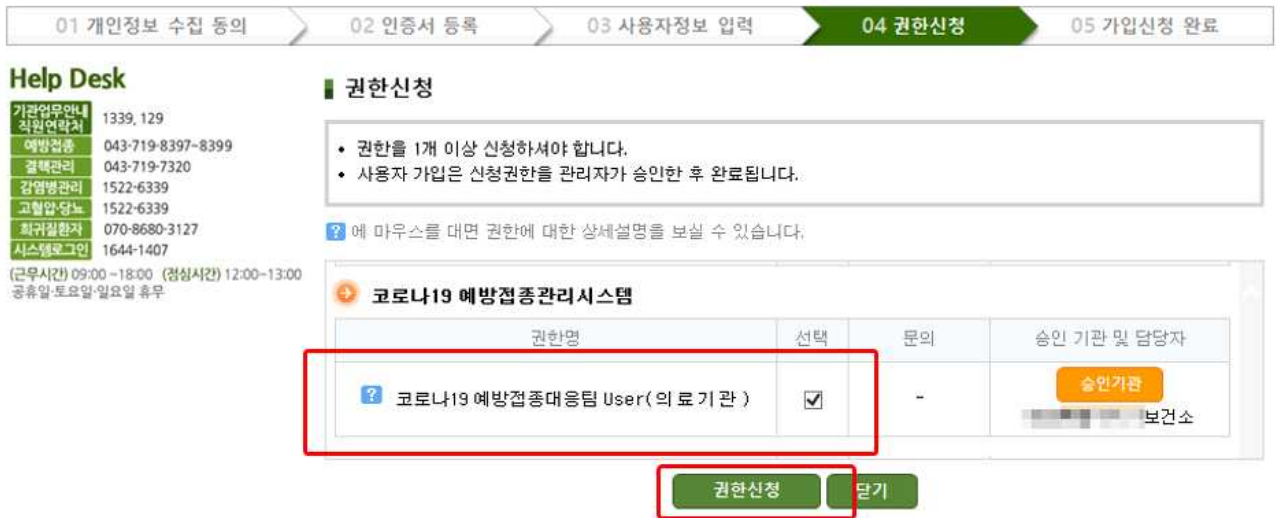 01 개인정보 수집 동의
02 인증서 등록
03 사용자정보 입력
04 권한신청
05 가입신청 완료
Help Desk
기관업무안내
직원연락처
1339, 129
예방접종 043-719-8397~8399
결핵관리 043-719-7320
감염병관리 1522-6339
고혈압·당뇨 1522-6339
희귀질환자 070-8680-3127
시스템로그인 1644-1407
(근무시간) 09:00 ~18:00 (점심시간) 12:00~13:00
공휴일·토요일·일요일 휴무
권한신청
• 권한을 1개 이상 신청하셔야 합니다.
• 사용자 가입은 신청권한을 관리자가 승인한 후 완료됩니다.
? 에 마우스를 대면 권한에 대한 상세설명을 보실 수 있습니다.
코로나19 예방접종관리시스템
권한명 선택 문의 승인 기관 및 담당자
? 코로나19 예방접종대응팀 User(의료기관) - 승인기관
보건소
권한신청 닫기